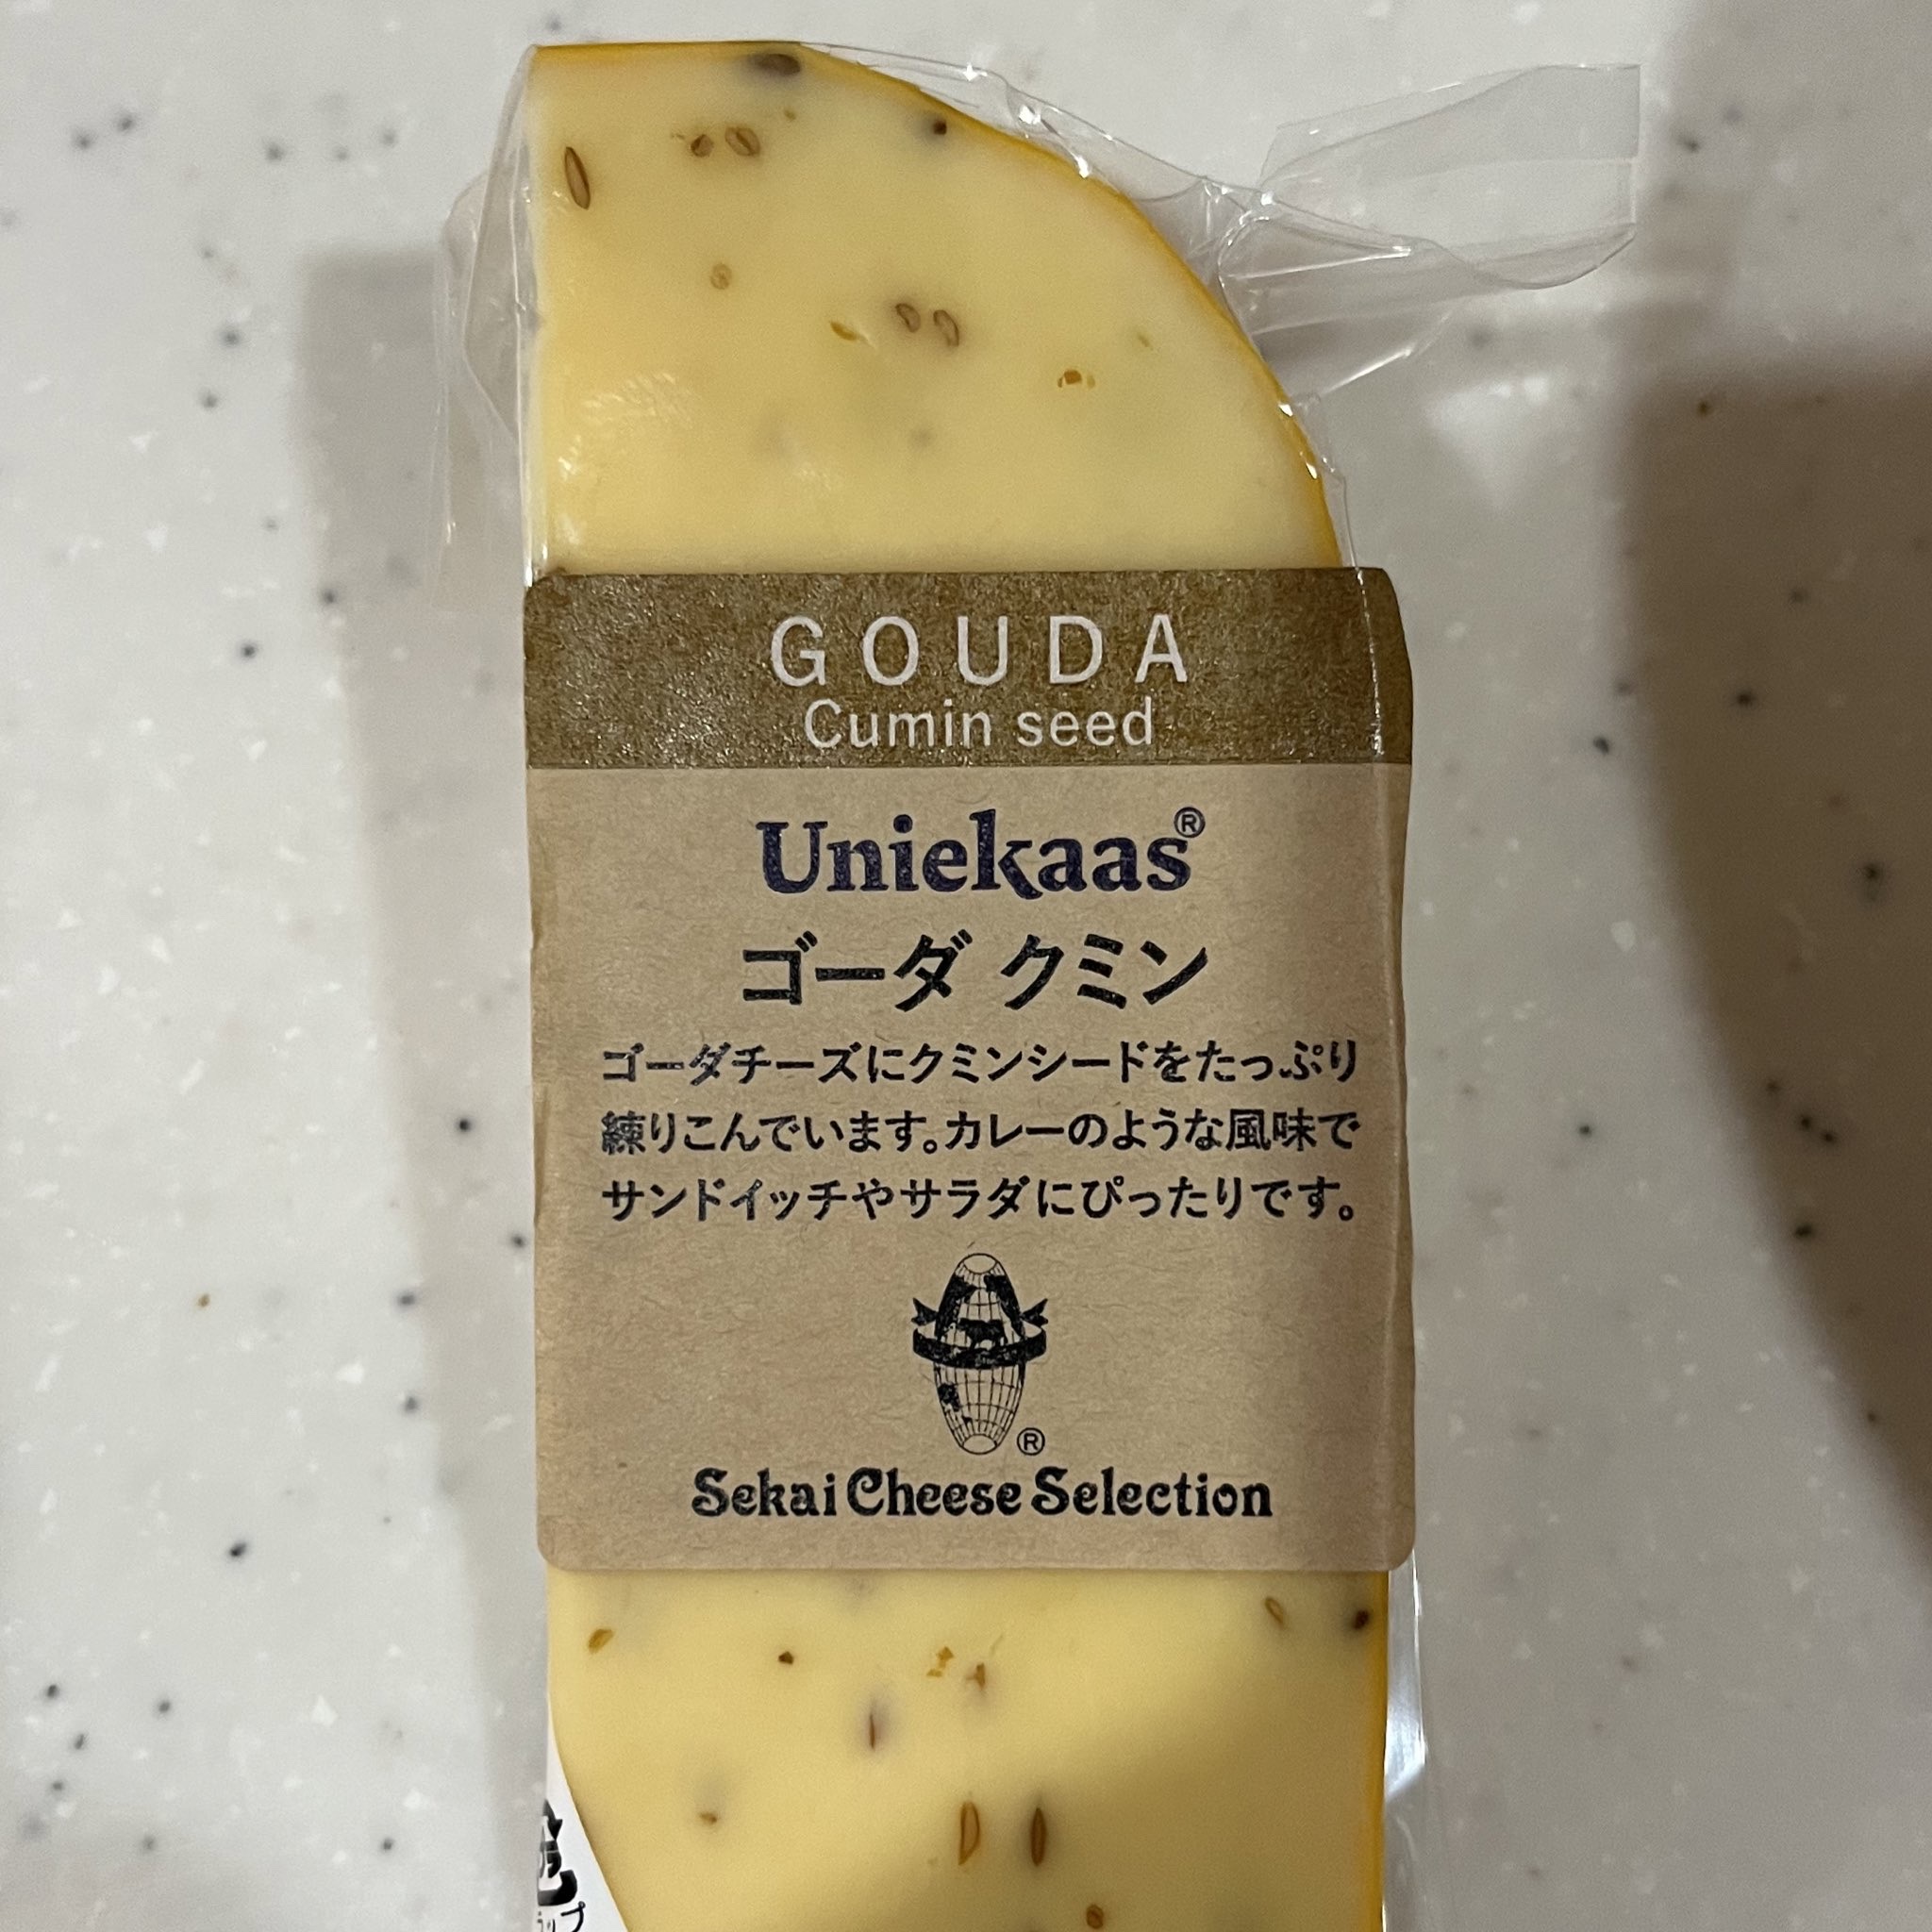 GOUDA
Cumin seed
Uniekaas®
ゴーダ クミン
ゴーダチーズにクミンシードをたっぷり
練りこんでいます。カレーのような風味で
サンドイッチやサラダにぴったりです。
®
Sekai Cheese Selection